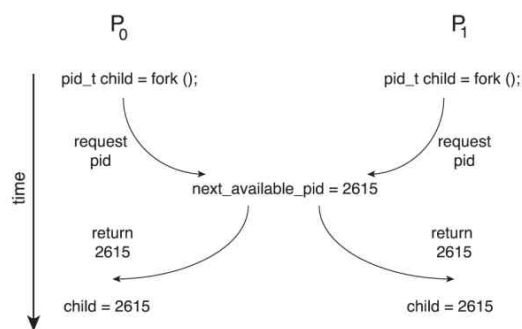 P0 P1
pid_t child = fork (); pid_t child = fork ();
request request
pid pid
time
next_available_pid = 2615
return return
2615 2615
child = 2615 child = 2615